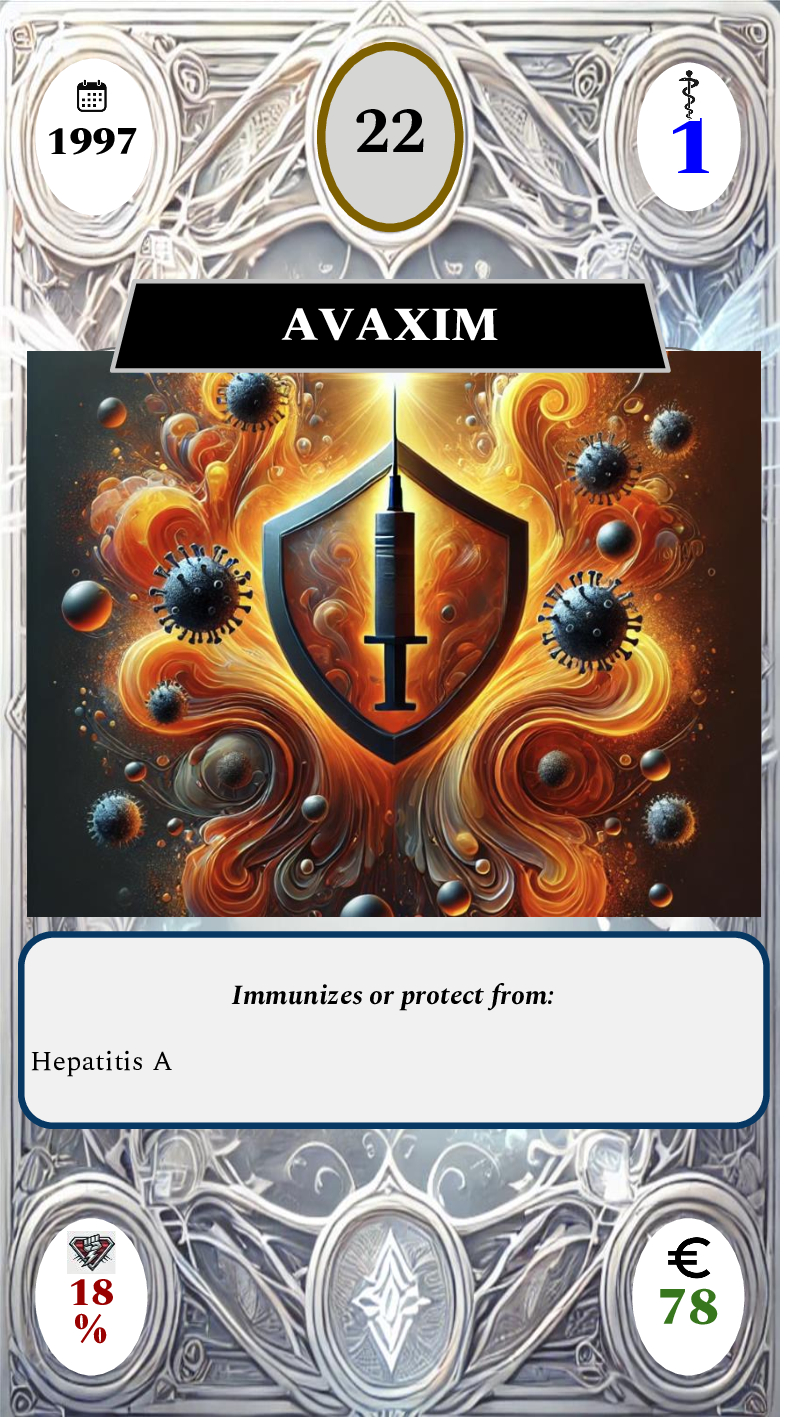 1997
22
1
AVAXIM
Immunizes or protect from:
Hepatitis A
18
%
€
78